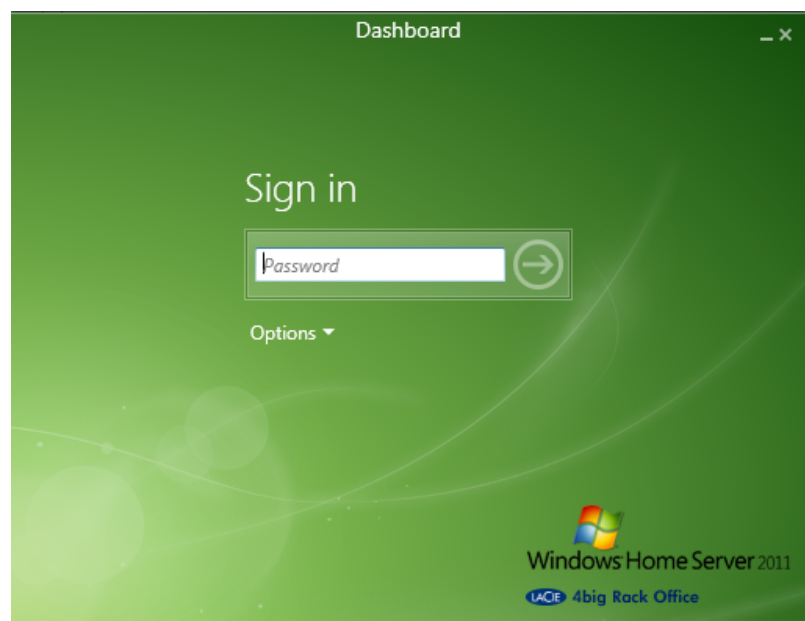 Dashboard
Sign in
Password
Options
Windows Home Server 2011
LACIE 4big Rack Office